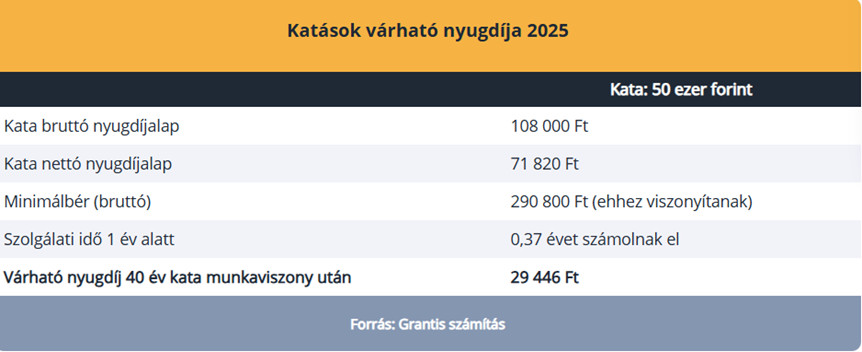 Katások várható nyugdíja 2025
Kata: 50 ezer forint
Kata bruttó nyugdíjalap 108 000 Ft
Kata nettó nyugdíjalap 71 820 Ft
Minimálbér (bruttó) 290 800 Ft (ehhez viszonyítanak)
Szolgálati idő 1 év alatt 0,37 évet számolnak el
Várható nyugdíj 40 év kata munkaviszony után 29 446 Ft
Forrás: Grantis számítás